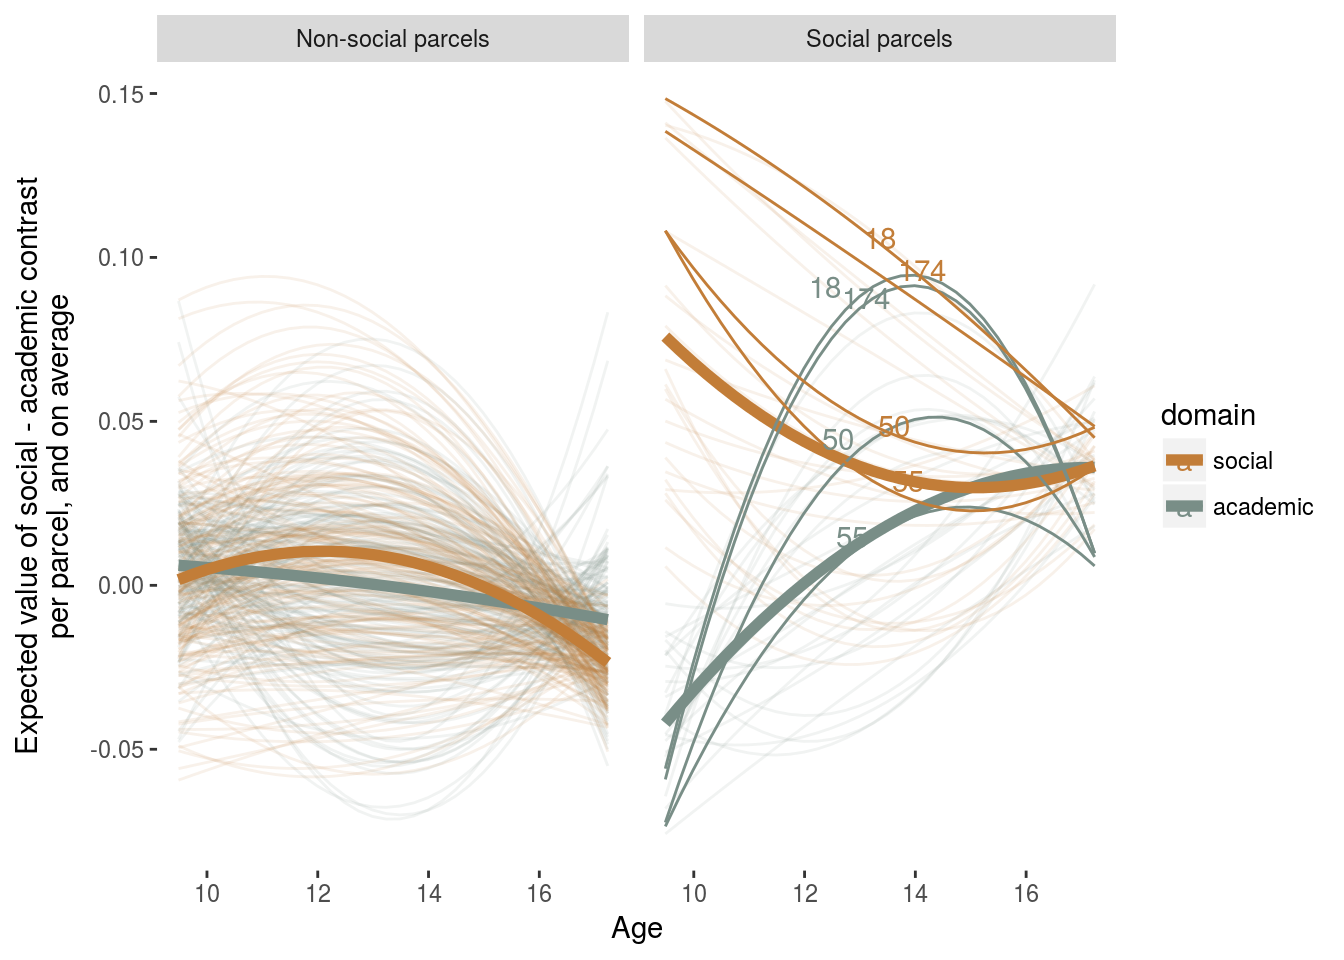 Non-social parcels
Social parcels
Expected value of social - academic contrast
per parcel, and on average
0.15
0.10
0.05
0.00
-0.05
18
174
18
174
50
50
55
55
10
12
14
16
10
12
14
16
Age
domain
a social
a academic